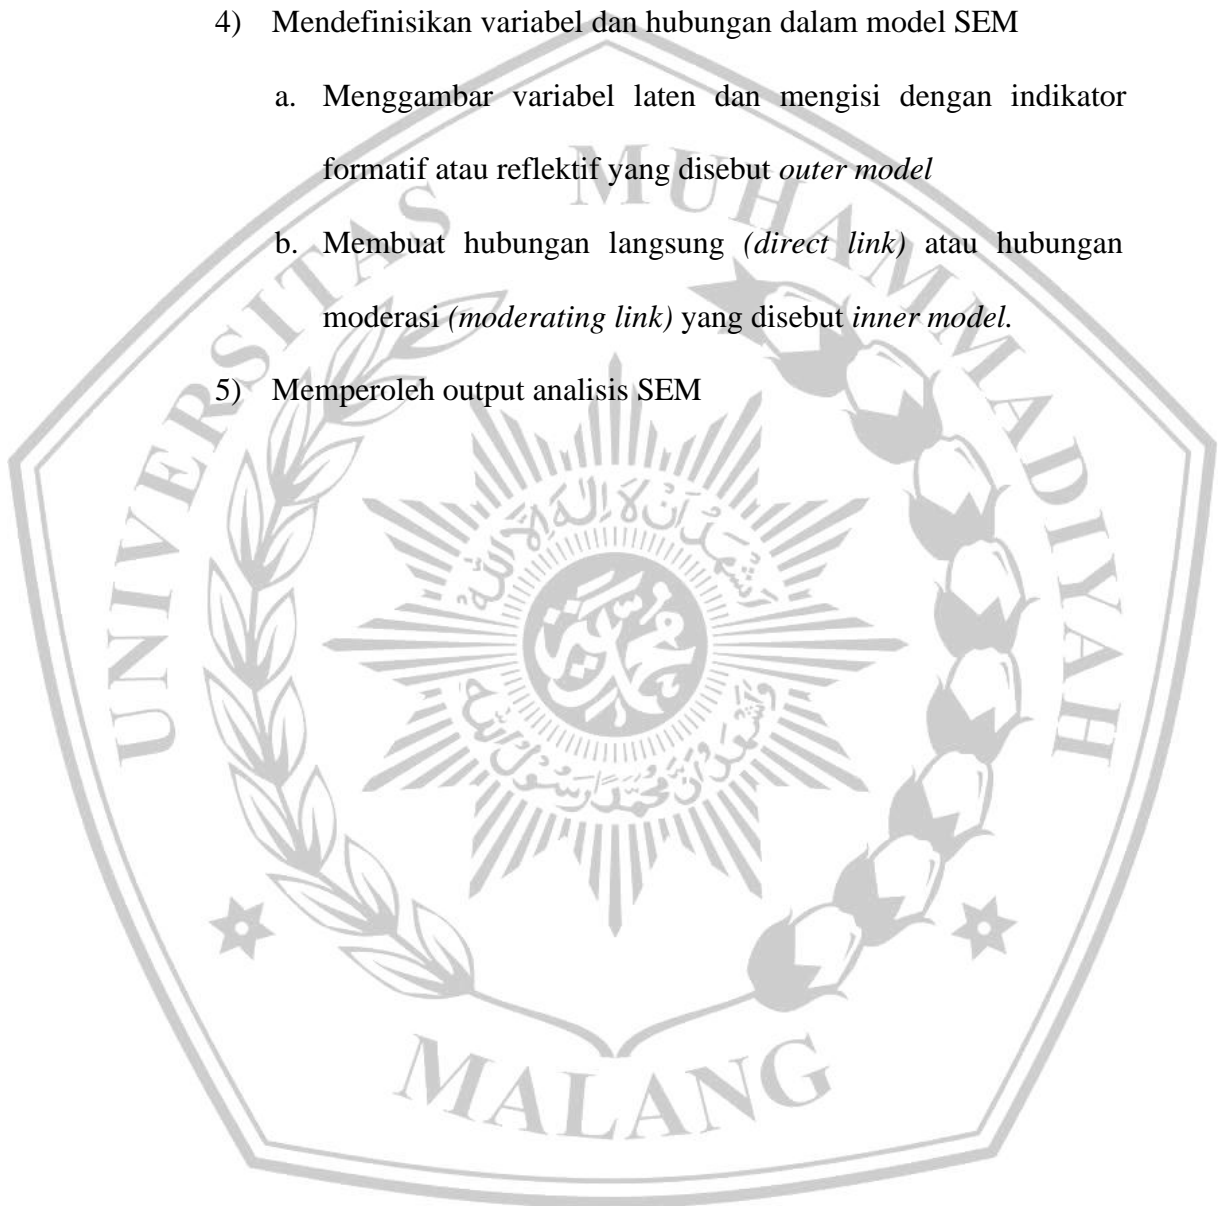 4) Mendefinisikan variabel dan hubungan dalam model SEM
a. Menggambar variabel laten dan mengisi dengan indikator
formatif atau reflektif yang disebut outer model
b. Membuat hubungan langsung (direct link) atau hubungan
moderasi (moderating link) yang disebut inner model.
5) Memperoleh output analisis SEM
UNIVERSITAS MUHAMMADIYAH
MALANG